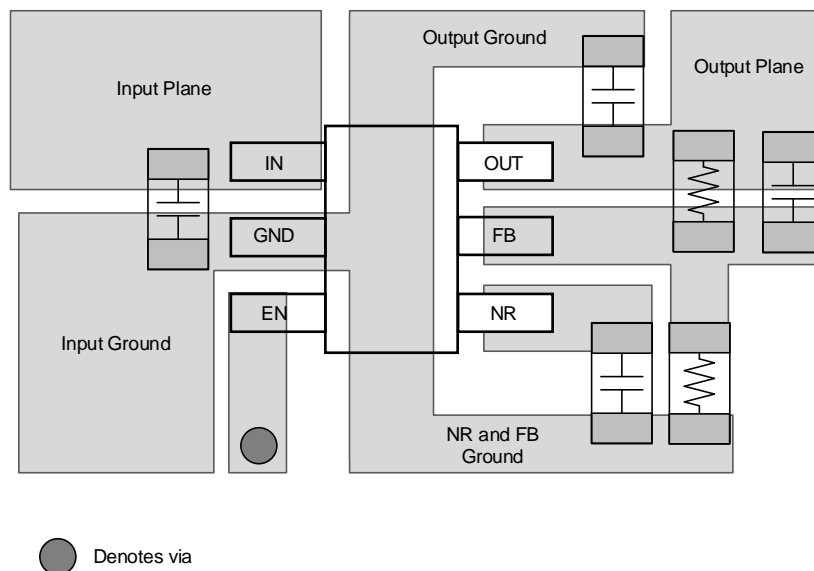 Output Ground
Output Plane
Input Plane
IN
OUT
GND
FB
EN
NR
Input Ground
NR and FB
Ground
Denotes via